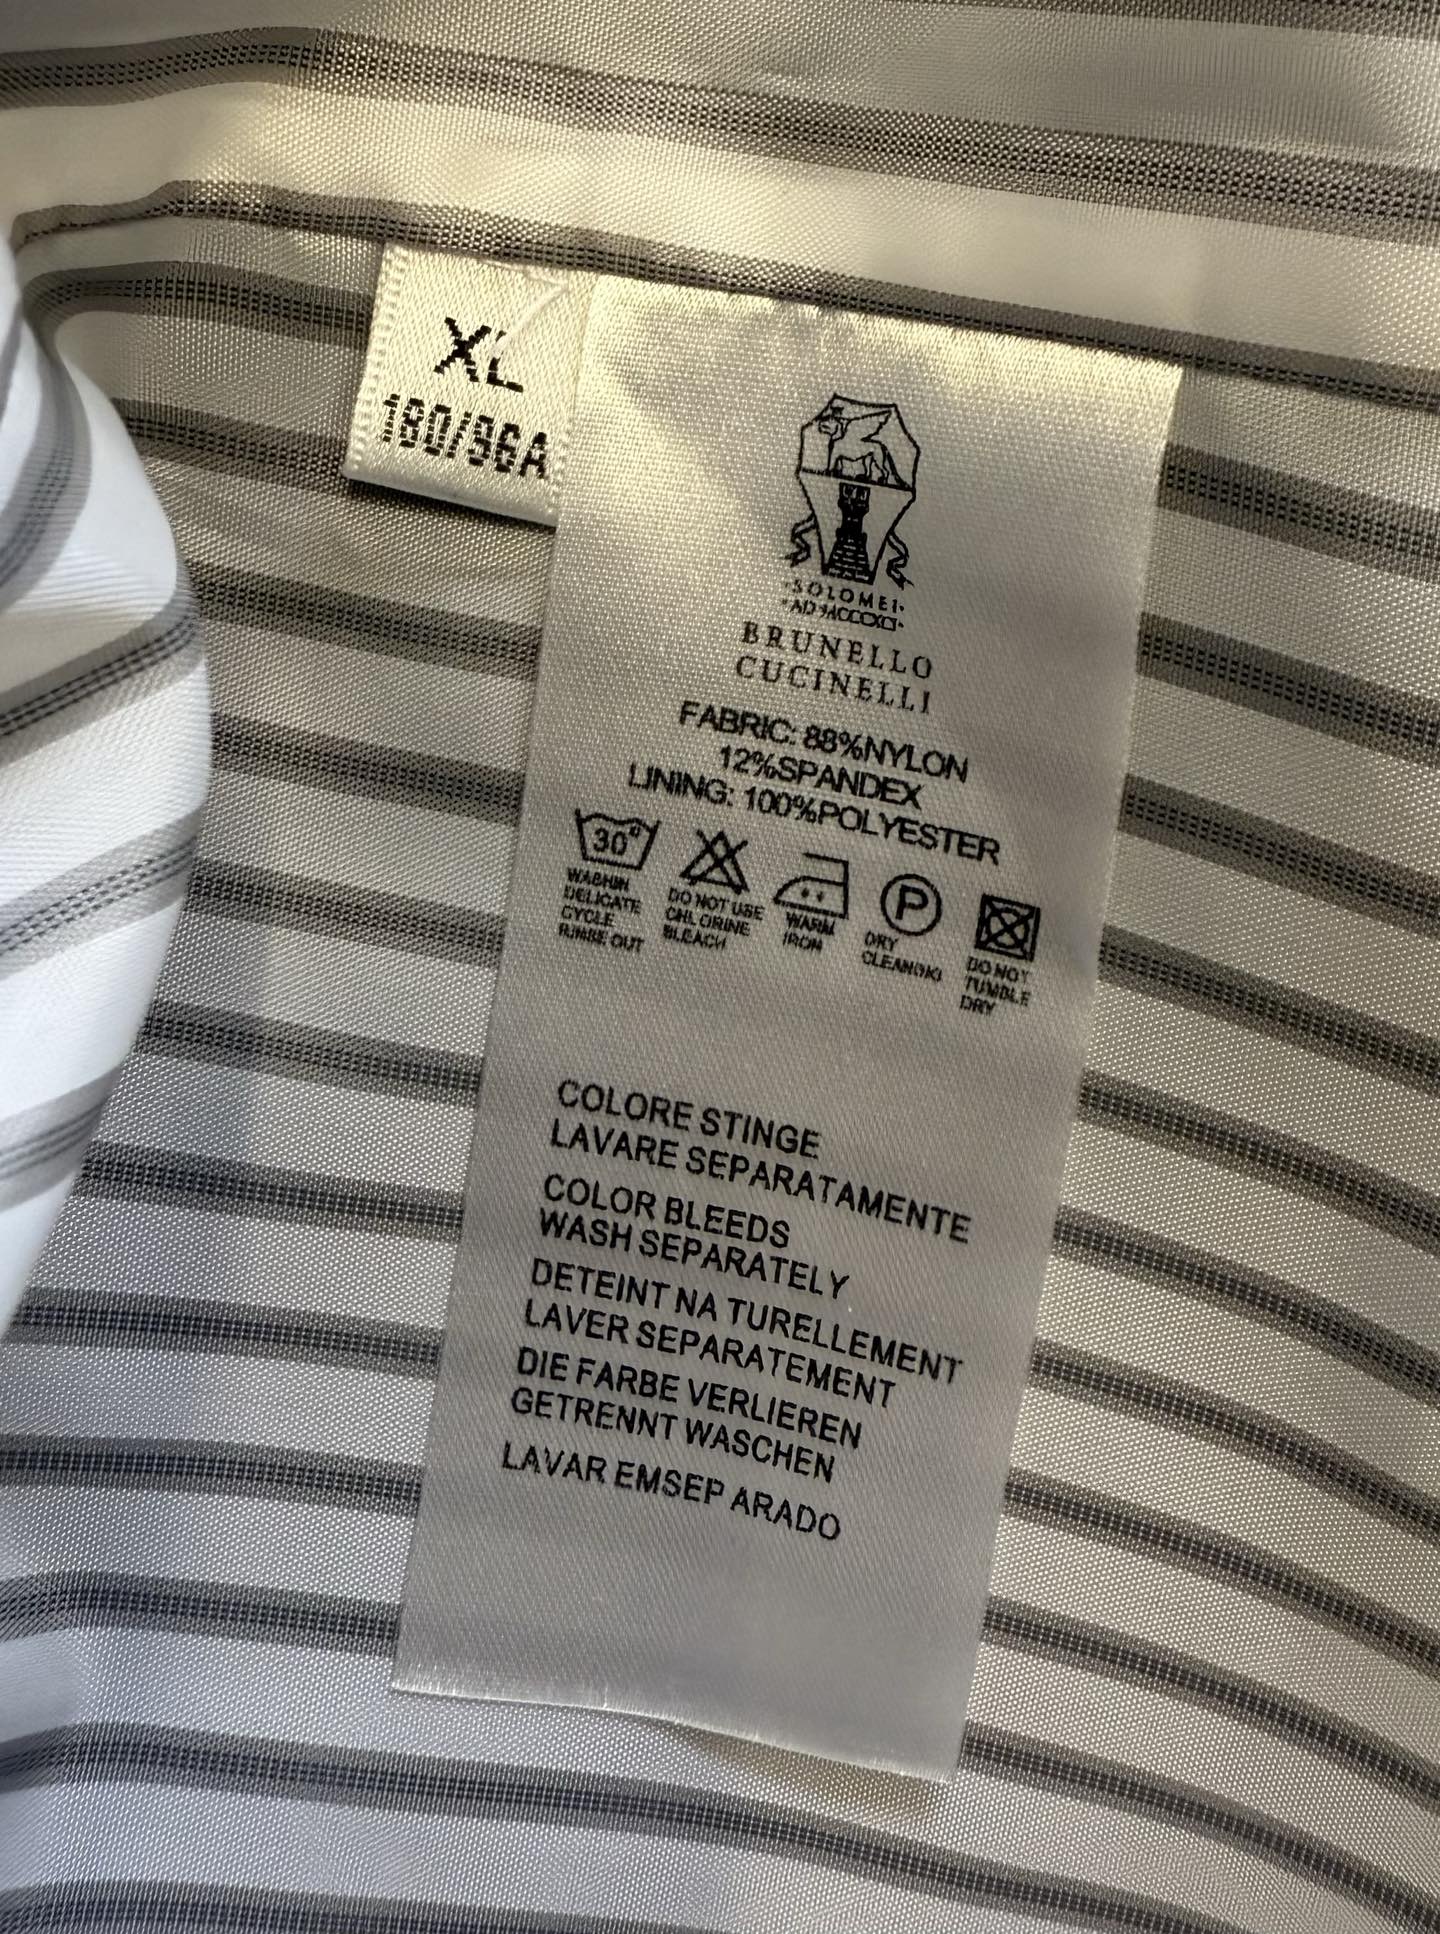 XL
180/96A
·SOLOMEI·
·AD MCCCXCI·
BRUNELLO
CUCINELLI
FABRIC: 88%NYLON
12%SPANDEX
LINING: 100%POLYESTER
30°
WASHIN
DELICATE
CYCLE
RINSE OUT
DO NOT USE
CHLORINE
BLEACH
WARM
IRON
P
DRY
DO NOT
TUMBLE
DRY
COLORE STINGE
LAVARE SEPARATAMENTE
COLOR BLEEDS
WASH SEPARATELY
DETEINT NA TURELLEMENT
LAVER SEPARATEMENT
DIE FARBE VERLIEREN
GETRENNT WASCHEN
LAVAR EMSEP ARADO